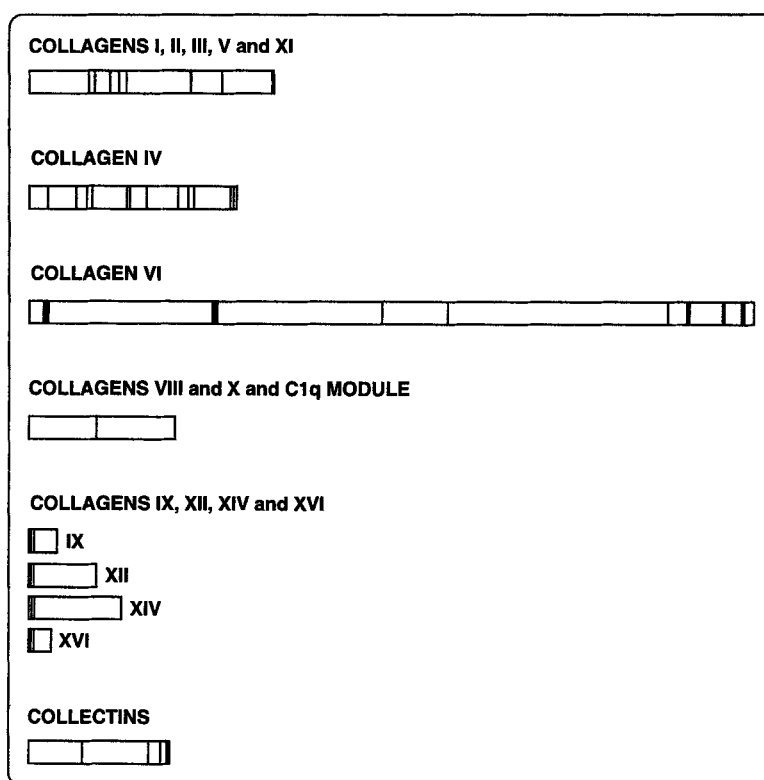 COLLAGENS I, II, III, V and XI
COLLAGEN IV
COLLAGEN VI
COLLAGENS VIII and X and C1q MODULE
COLLAGENS IX, XII, XIV and XVI
IX
XII
XIV
XVI
COLLECTINS